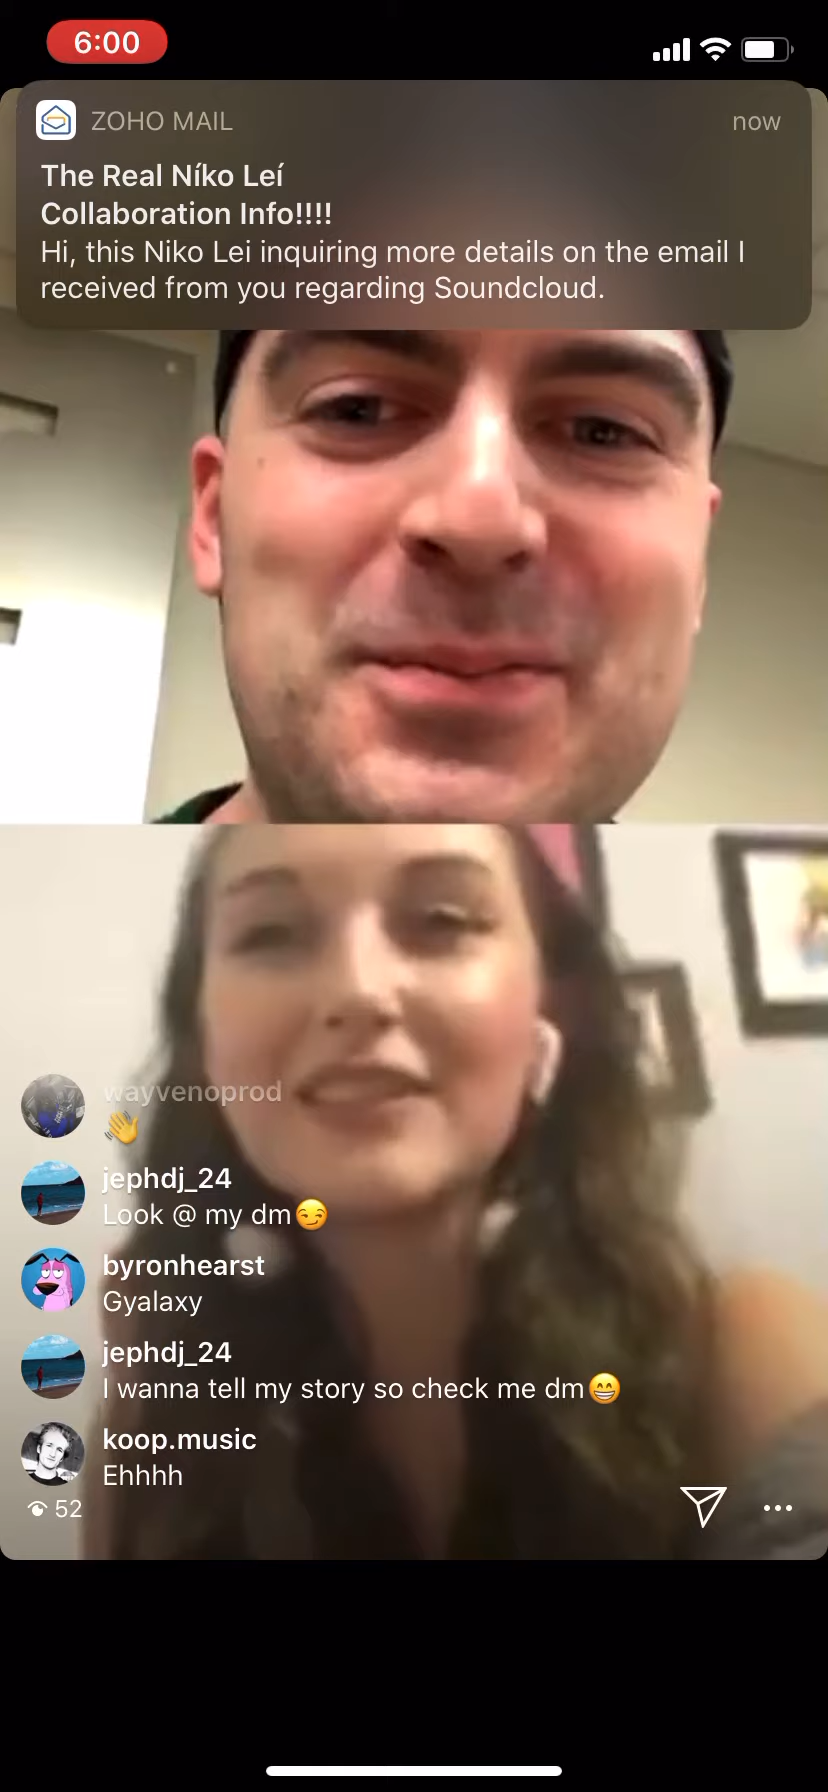 6:00
ZOHO MAIL
now
The Real Níko Leí
Collaboration Info!!!!
Hi, this Niko Lei inquiring more details on the email I
received from you regarding Soundcloud.
wayvenoprod
👋
jephdj_24
Look @ my dm😏
byronhearst
Gyalaxy
jephdj_24
I wanna tell my story so check me dm😁
koop.music
Ehhhh
52